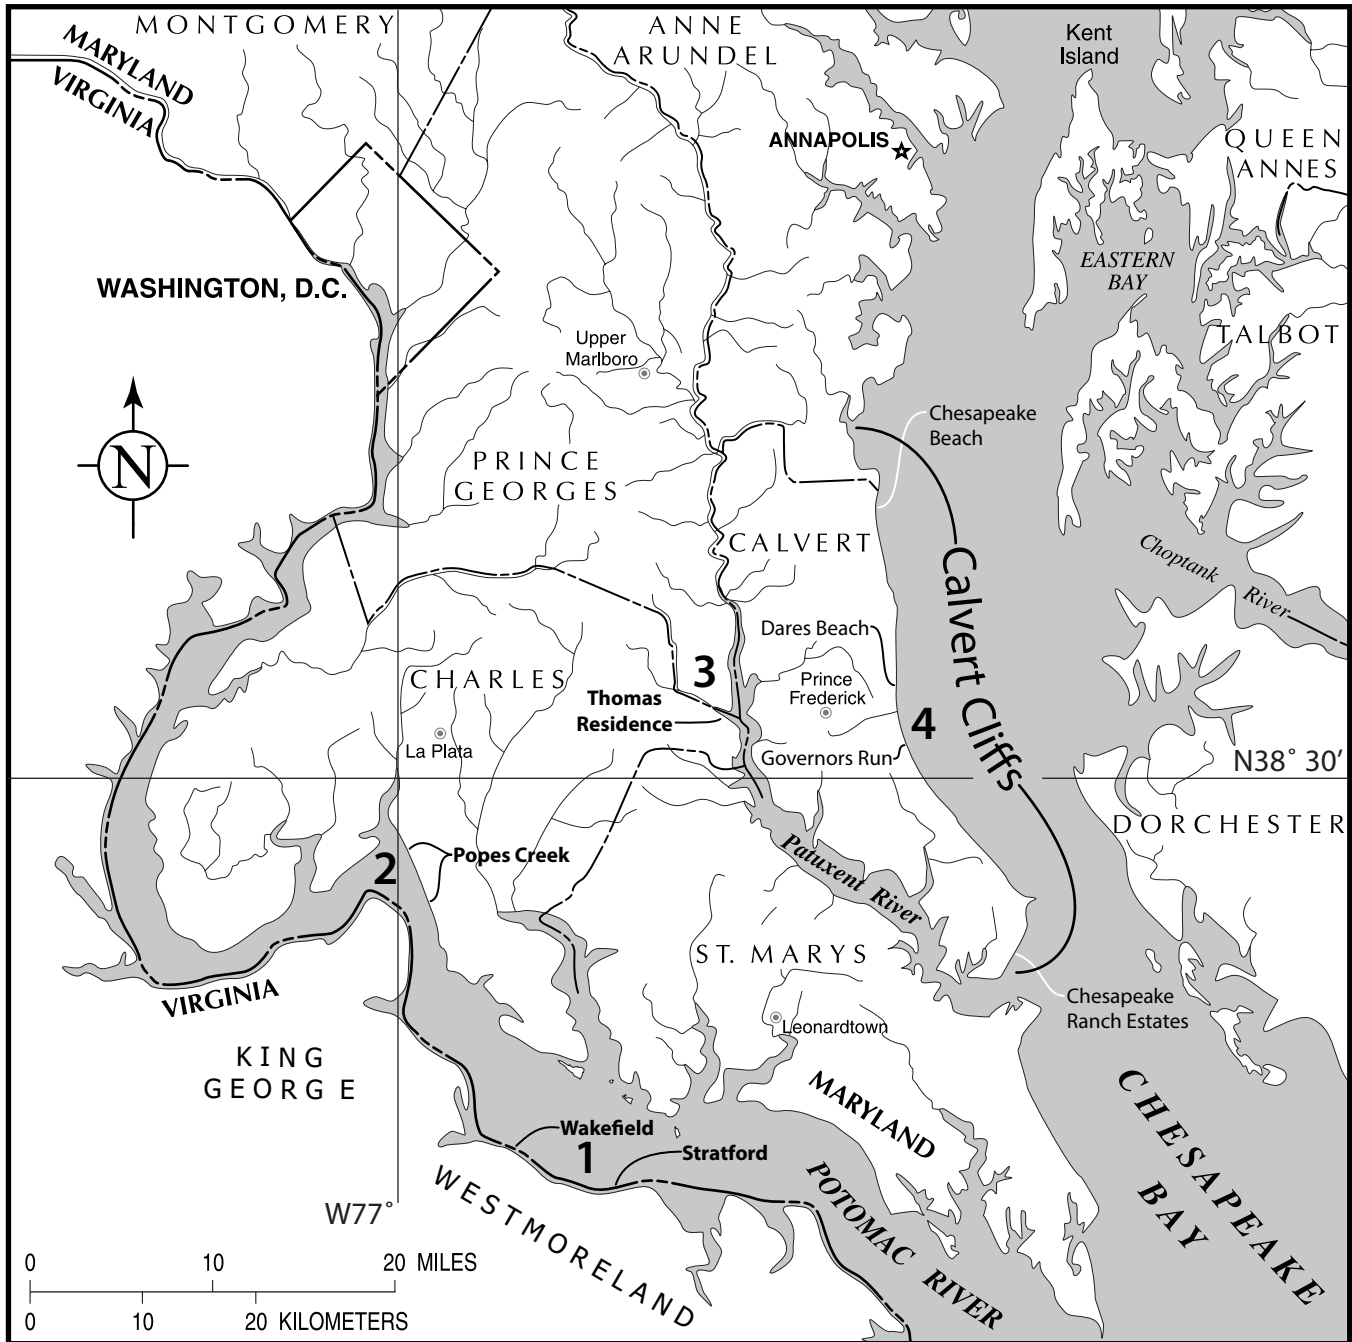 MONTGOMERY
ANNE
ARUNDEL
Kent
Island
MARYLAND
VIRGINIA
ANNAPOLIS
QUEEN
ANNES
WASHINGTON, D.C.
EASTERN
BAY
Upper
Marlboro
TALBOT
N
Chesapeake
Beach
PRINCE
GEORGES
CALVERT
Choptank
River
Calvert Cliffs
Dares Beach
CHARLES
3
Prince
Frederick
Thomas
Residence
4
La Plata
Governors Run
N38° 30'
DORCHESTER
2
Popes Creek
Patuxent River
ST. MARYS
VIRGINIA
Chesapeake
Ranch Estates
Leonardtown
KING
GEORGE
MARYLAND
CHESAPEAKE
BAY
Wakefield
1
Stratford
POTOMAC RIVER
WESTMORELAND
W77°
0 10 20 MILES
0 10 20 KILOMETERS